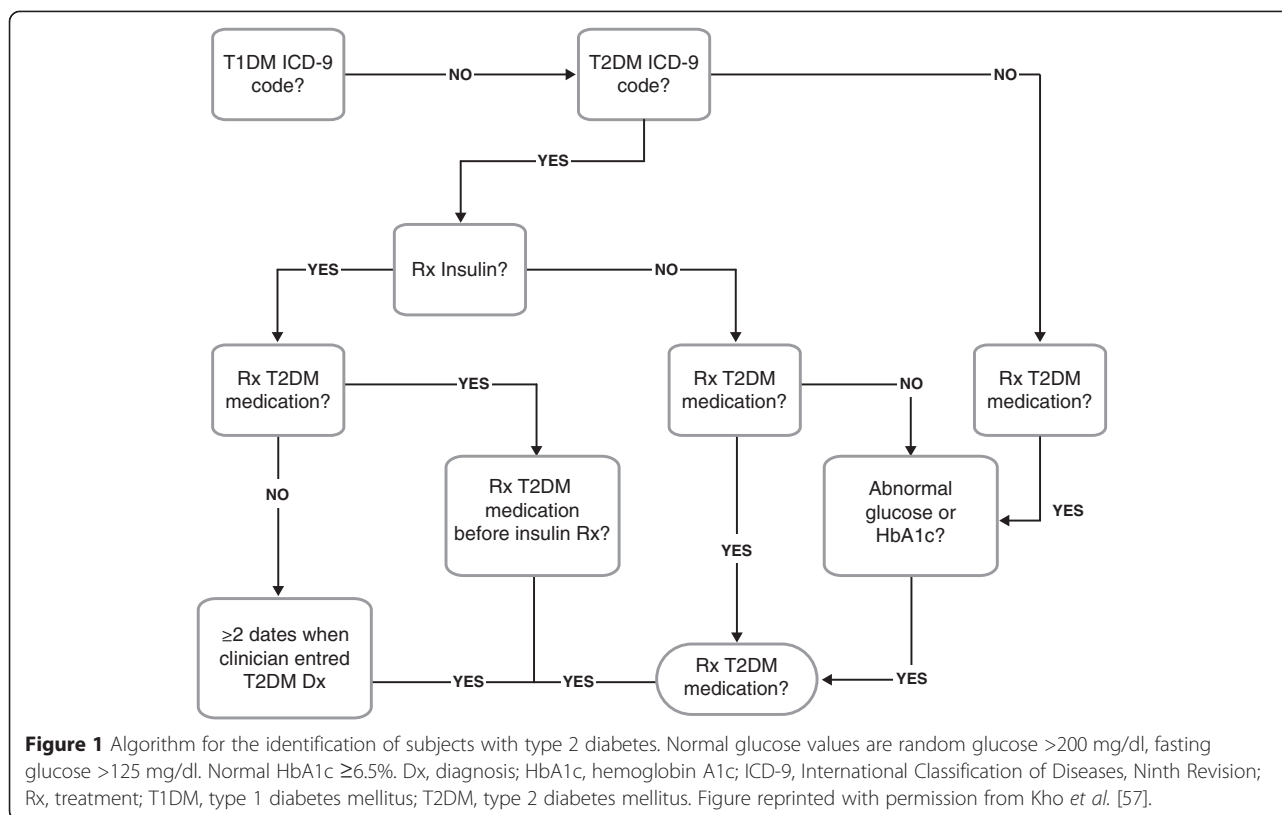 T1DM ICD-9
code?
NO
T2DM ICD-9
code?
NO
YES
Rx Insulin?
YES
NO
Rx T2DM
medication?
YES
Rx T2DM
medication?
NO
Rx T2DM
medication?
NO
Rx T2DM
medication
before insulin Rx?
YES
Abnormal
glucose or
HbA1c?
YES
≥2 dates when
clinician entred
T2DM Dx
YES
YES
Rx T2DM
medication?
YES
Figure 1 Algorithm for the identification of subjects with type 2 diabetes. Normal glucose values are random glucose >200 mg/dl, fasting
glucose >125 mg/dl. Normal HbA1c ≥6.5%. Dx, diagnosis; HbA1c, hemoglobin A1c; ICD-9, International Classification of Diseases, Ninth Revision;
Rx, treatment; T1DM, type 1 diabetes mellitus; T2DM, type 2 diabetes mellitus. Figure reprinted with permission from Kho et al. [57].